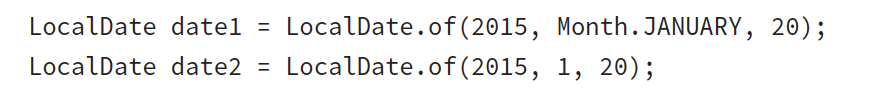 LocalDate date1 = LocalDate.of(2015, Month.JANUARY, 20);
LocalDate date2 = LocalDate.of(2015, 1, 20);